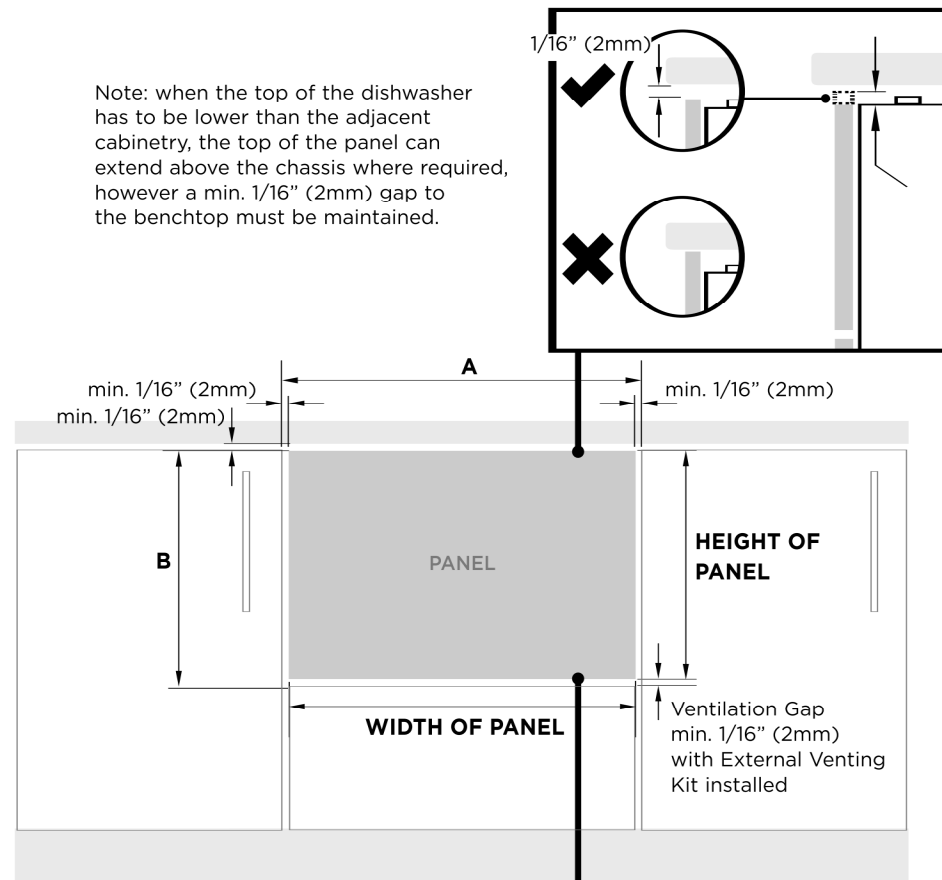 1/16” (2mm)
Note: when the top of the dishwasher
has to be lower than the adjacent
cabinetry, the top of the panel can
extend above the chassis where required,
however a min. 1/16” (2mm) gap to
the benchtop must be maintained.
A
min. 1/16” (2mm)
min. 1/16” (2mm)
min. 1/16” (2mm)
B
PANEL
HEIGHT OF
PANEL
WIDTH OF PANEL
Ventilation Gap
min. 1/16” (2mm)
with External Venting
Kit installed